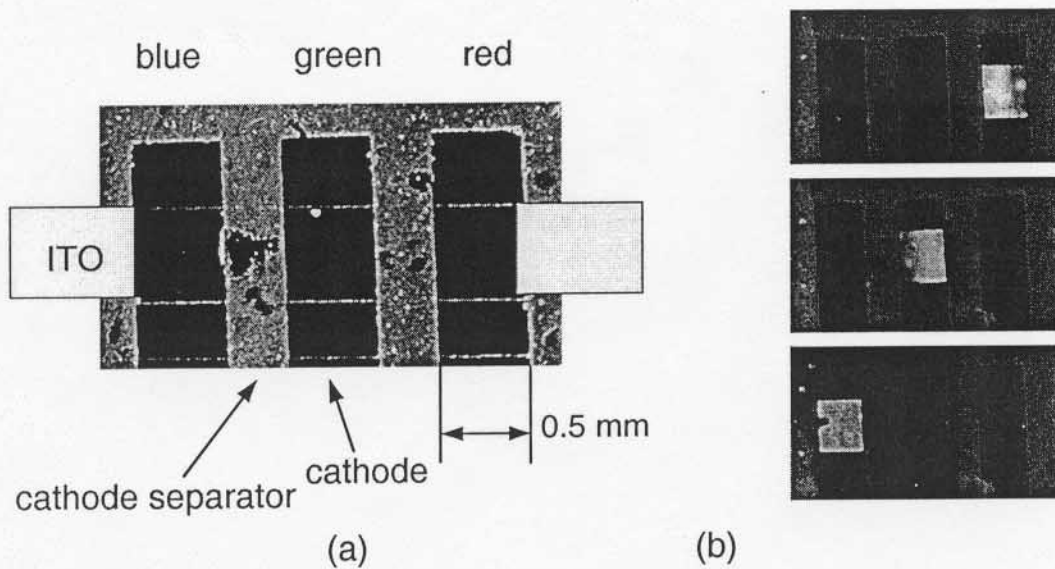 blue green red
ITO
0.5 mm
cathode
cathode separator
(a) (b)